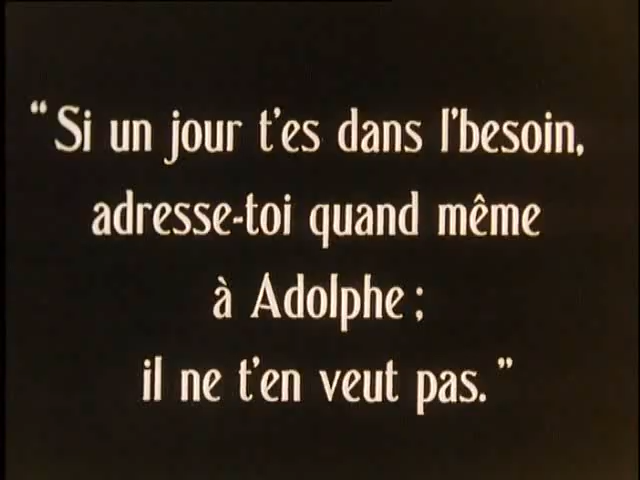 “Si un jour t'es dans l'besoin,
adresse-toi quand même
à Adolphe ;
il ne t'en veut pas.”